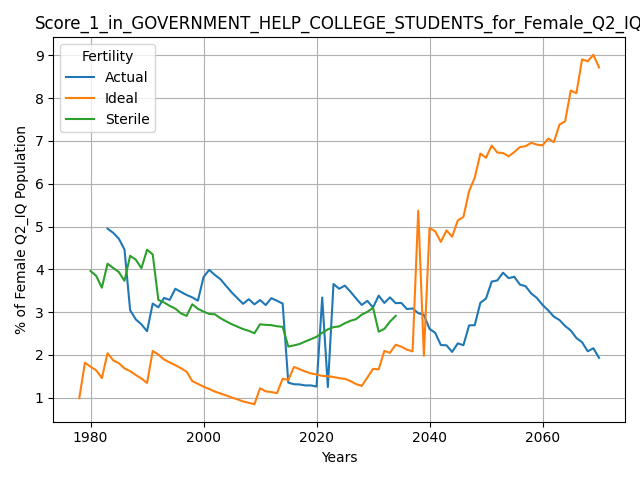 Score_1_in_GOVERNMENT_HELP_COLLEGE_STUDENTS_for_Female_Q2_IQ
Fertility
Actual
Ideal
Sterile
% of Female Q2_IQ Population
9
8
7
6
5
4
3
2
1
1980 2000 2020 2040 2060
Years